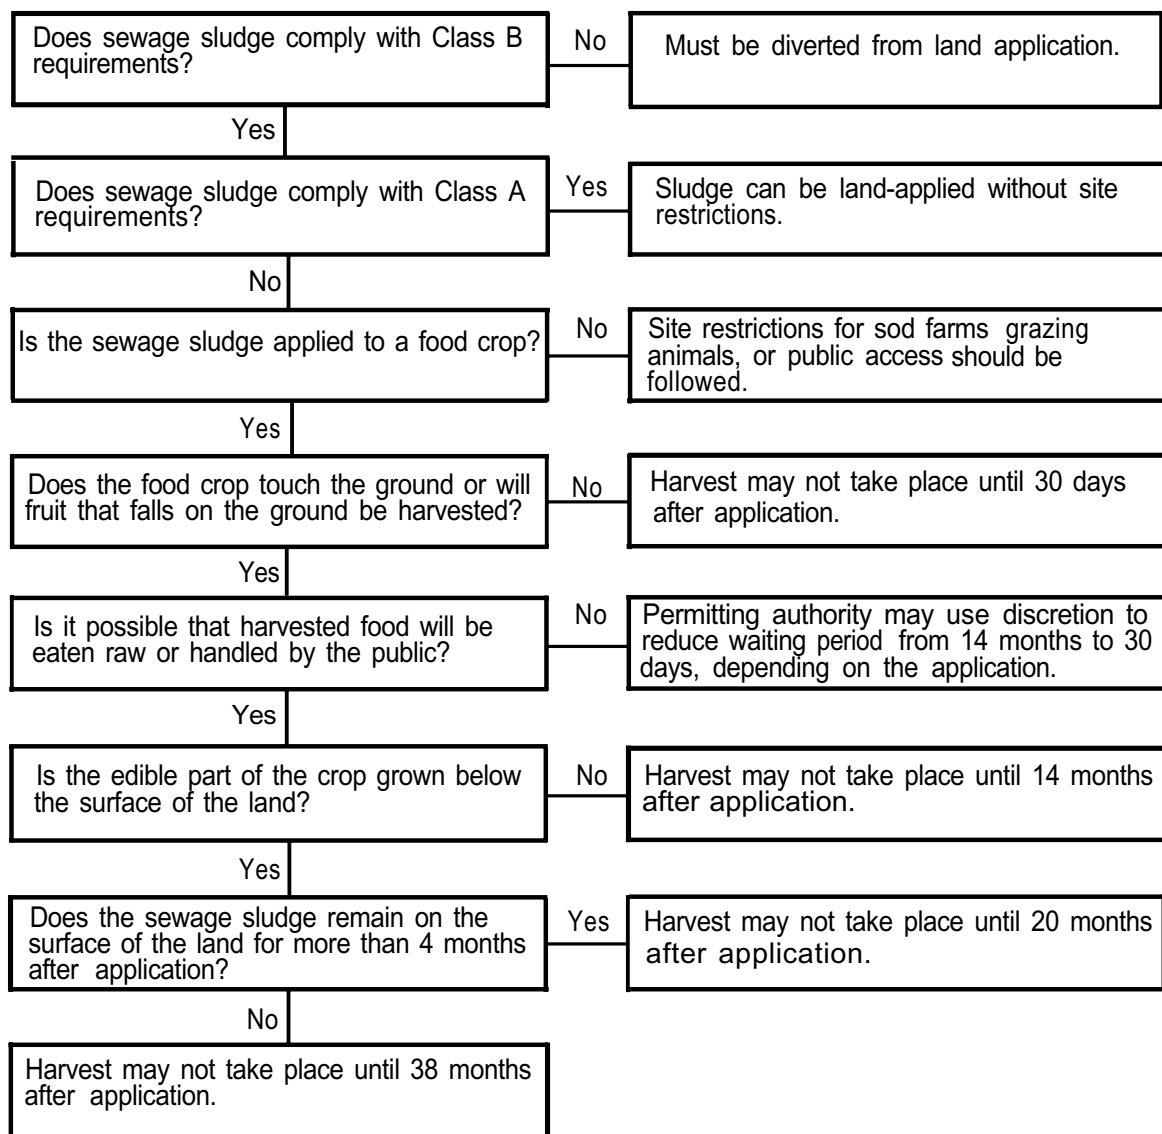 Does sewage sludge comply with Class B
requirements?
No
Must be diverted from land application.
Yes
Does sewage sludge comply with Class A
requirements?
Yes
Sludge can be land-applied without site
restrictions.
No
Is the sewage sludge applied to a food crop?
No
Site restrictions for sod farms grazing
animals, or public access should be
followed.
Yes
Does the food crop touch the ground or will
fruit that falls on the ground be harvested?
No
Harvest may not take place until 30 days
after application.
Yes
Is it possible that harvested food will be
eaten raw or handled by the public?
No
Permitting authority may use discretion to
reduce waiting period from 14 months to 30
days, depending on the application.
Yes
Is the edible part of the crop grown below
the surface of the land?
No
Harvest may not take place until 14 months
after application.
Yes
Does the sewage sludge remain on the
surface of the land for more than 4 months
after application?
Yes
Harvest may not take place until 20 months
after application.
No
Harvest may not take place until 38 months
after application.